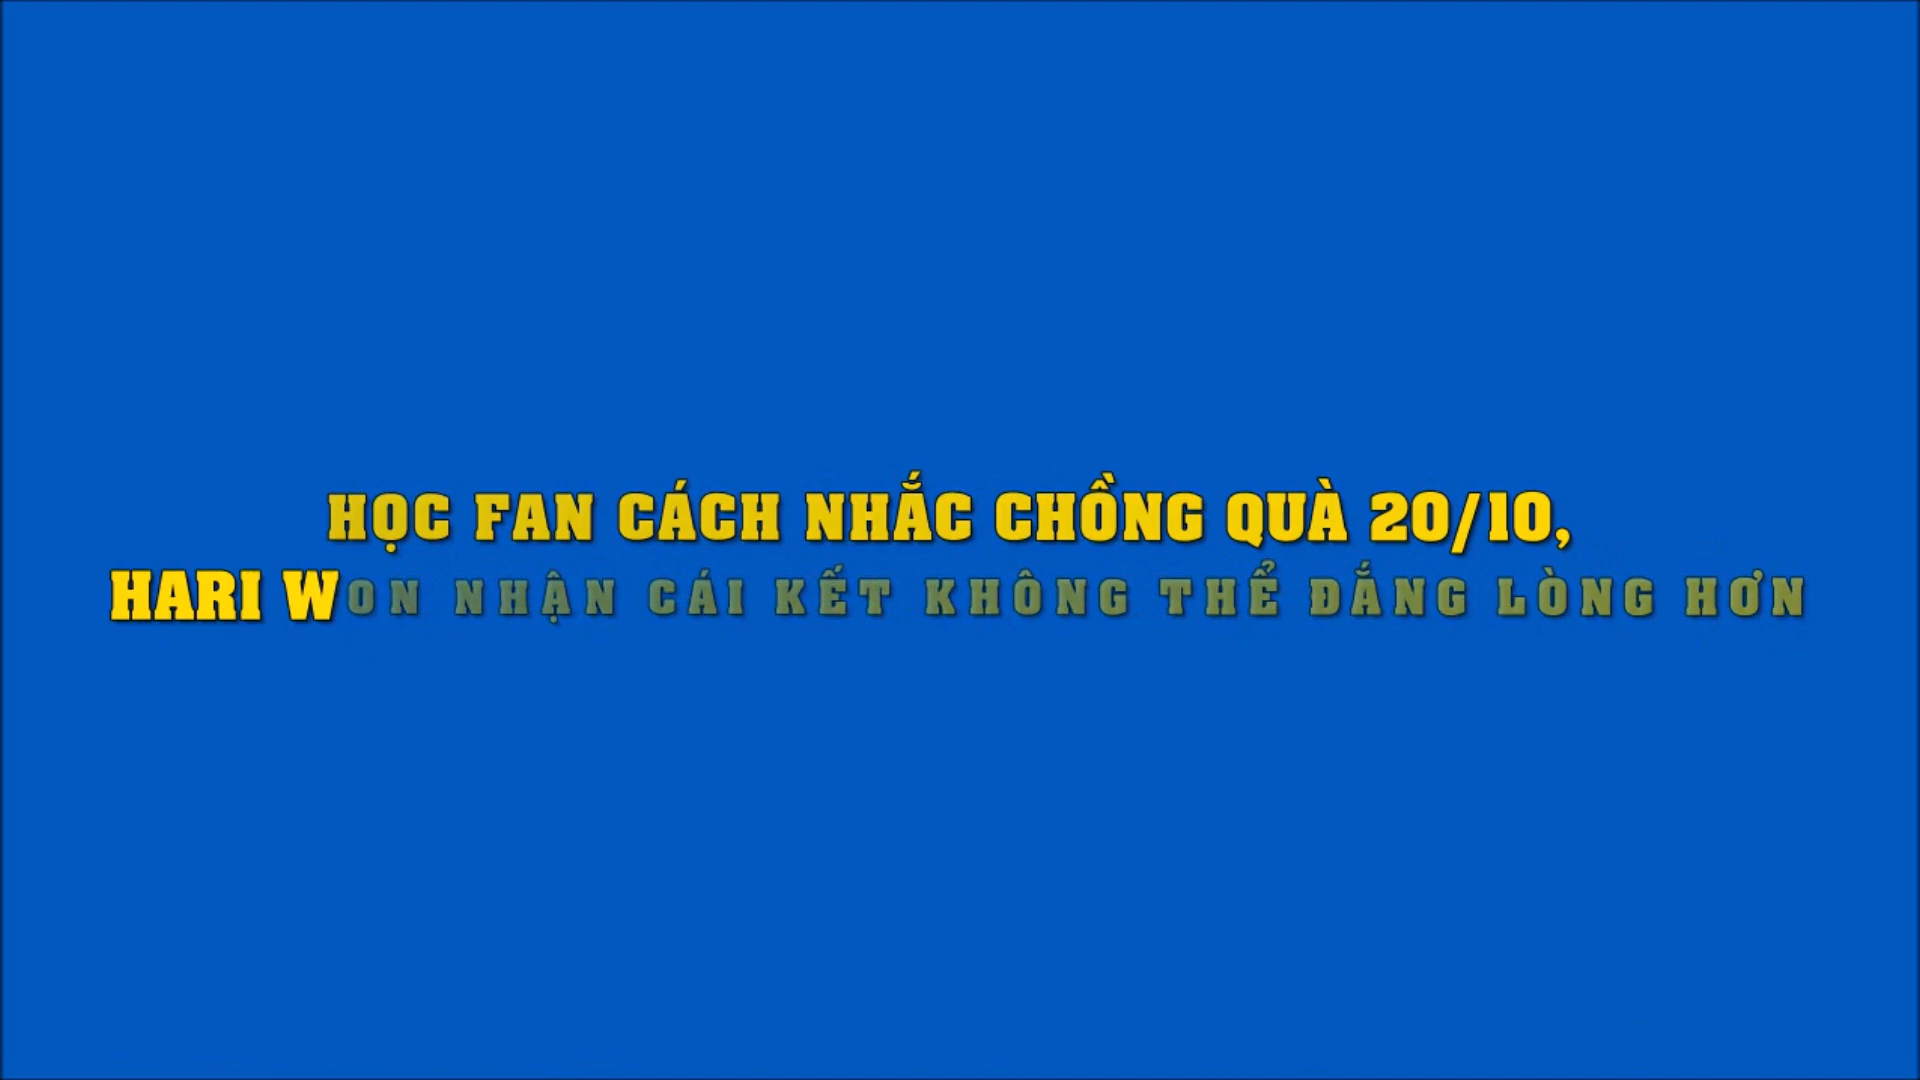 HỌC FAN CÁCH NHẮC CHỒNG QUÀ 20/10,
HARI WON NHẬN CÁI KẾT KHÔNG THỂ ĐẮNG LÒNG HƠN